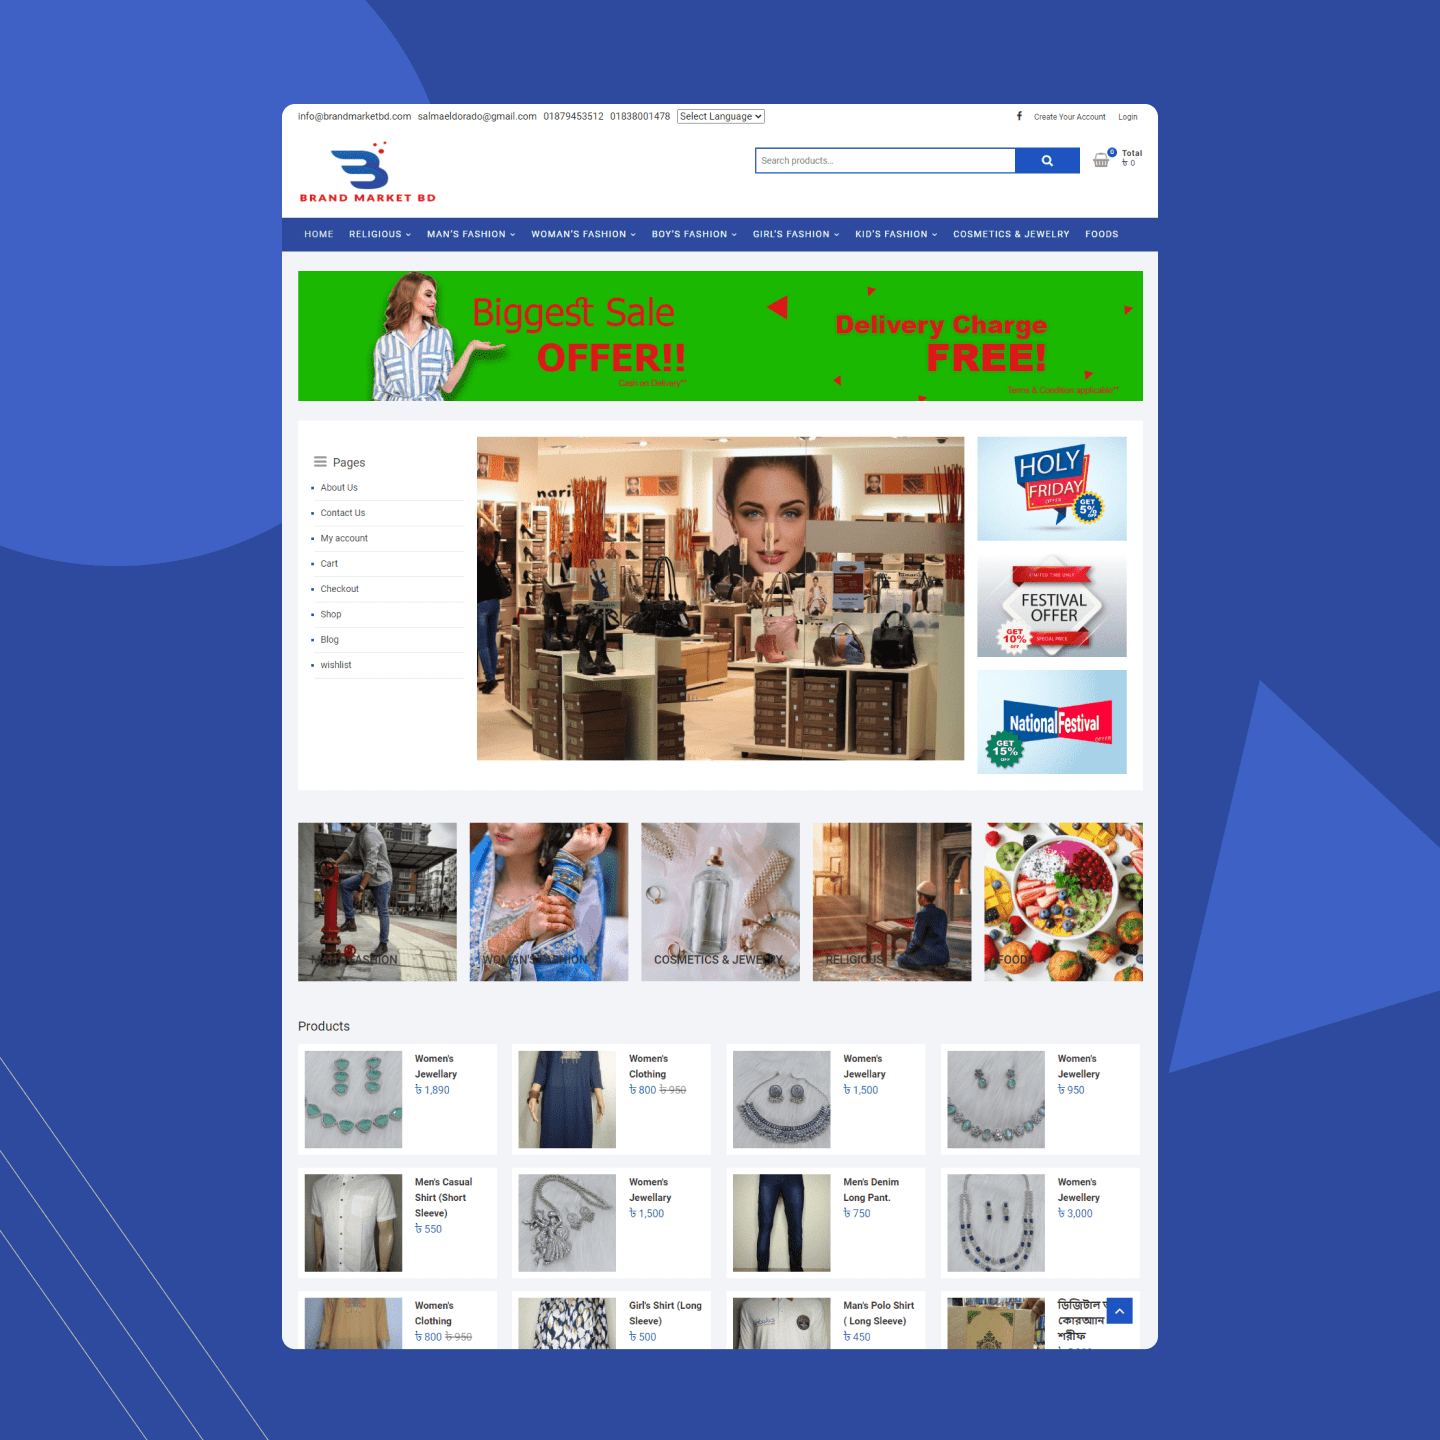 info@brandmarketbd.com salmaeldorado@gmail.com 01879453512 01838001478 Select Language
Create Your Account Login
BRAND MARKET BD
Search products...
0
Total
৳ 0
HOME RELIGIOUS MAN'S FASHION WOMAN'S FASHION BOY'S FASHION GIRL'S FASHION KID'S FASHION COSMETICS & JEWELRY FOODS
Biggest Sale
OFFER!!
Cash on Delivery**
Delivery Charge
FREE!
Terms & Condition applicable**
Pages
About Us
Contact Us
My account
Cart
Checkout
Shop
Blog
wishlist
HOLY
FRIDAY
OFFER
GET
5%
OFF
LIMITED TIME ONLY
FESTIVAL
OFFER
GET
10%
OFF
SPECIAL PRICE
National Festival
OFFER
GET
15%
OFF
MAN'S FASHION
WOMAN'S FASHION
COSMETICS & JEWELRY
RELIGIOUS
FOODS
Products
Women's
Jewellary
৳ 1,890
Women's
Clothing
৳ 800 ৳ 950
Women's
Jewellary
৳ 1,500
Women's
Jewellery
৳ 950
Men's Casual
Shirt (Short
Sleeve)
৳ 550
Women's
Jewellary
৳ 1,500
Men's Denim
Long Pant.
৳ 750
Women's
Jewellery
৳ 3,000
Women's
Clothing
৳ 800 ৳ 950
Girl's Shirt (Long
Sleeve)
৳ 500
Man's Polo Shirt
( Long Sleeve)
৳ 450
ডিজিটাল
কোরআান
শরীফ